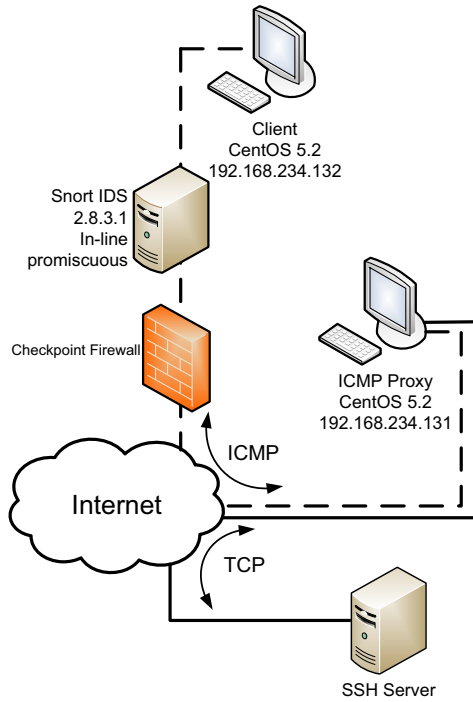 Client
CentOS 5.2
192.168.234.132
Snort IDS
2.8.3.1
In-line
promiscuous
Checkpoint Firewall
ICMP Proxy
CentOS 5.2
192.168.234.131
ICMP
Internet
TCP
SSH Server